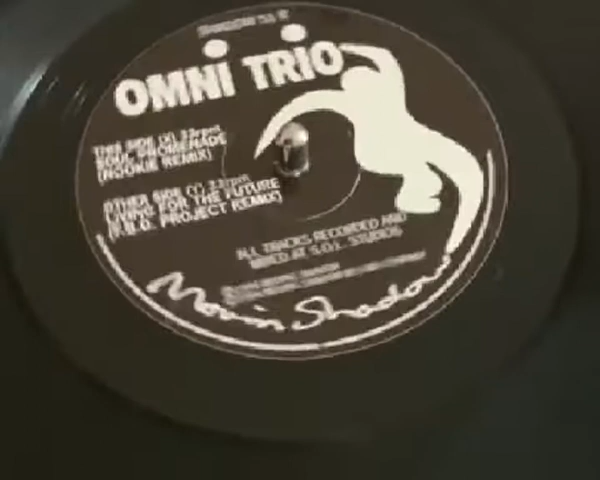 OMNI TRIO
THIS SIDE (X) 33rpm
SOUL PROMENADE
(NOOKIE REMIX)
OTHER SIDE (Y) 33rpm
LIVING FOR THE FUTURE
(F.B.D. PROJECT REMIX)
ALL TRACKS RECORDED AND
MIXED AT S.O.L. STUDIOS
Movin Shadow